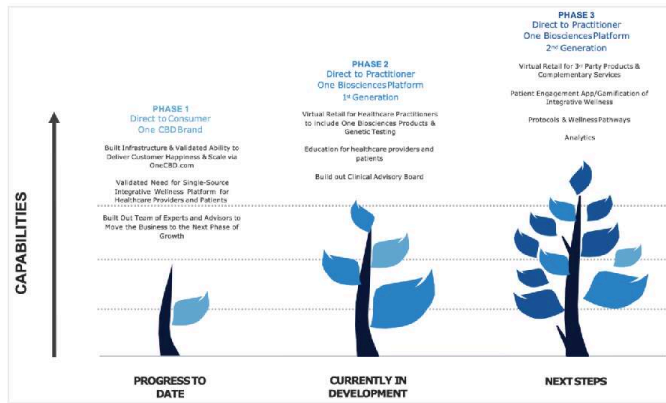 PHASE 1
Direct to Consumer
One CBD Brand
Built Infrastructure & Validated Ability to
Deliver Customer Happiness & Scale via
OneCBD.com
Validated Need for Single-Source
Integrative Wellness Platform for
Healthcare Providers and Patients
Built Out Team of Experts and Advisors to
Move the Business to the Next Phase of
Growth
PHASE 2
Direct to Practitioner
One Biosciences Platform
1st Generation
Virtual Retail for Healthcare Practitioners
to Include One Biosciences Products &
Genetic Testing
Education for healthcare providers and
patients
Build out Clinical Advisory Board
PHASE 3
Direct to Practitioner
One Biosciences Platform
2nd Generation
Virtual Retail for 3rd Party Products &
Complementary Services
Patient Engagement App/Gamification of
Integrative Wellness
Protocols & Wellness Pathways
Analytics
CAPABILITIES
PROGRESS TO
DATE
CURRENTLY IN
DEVELOPMENT
NEXT STEPS